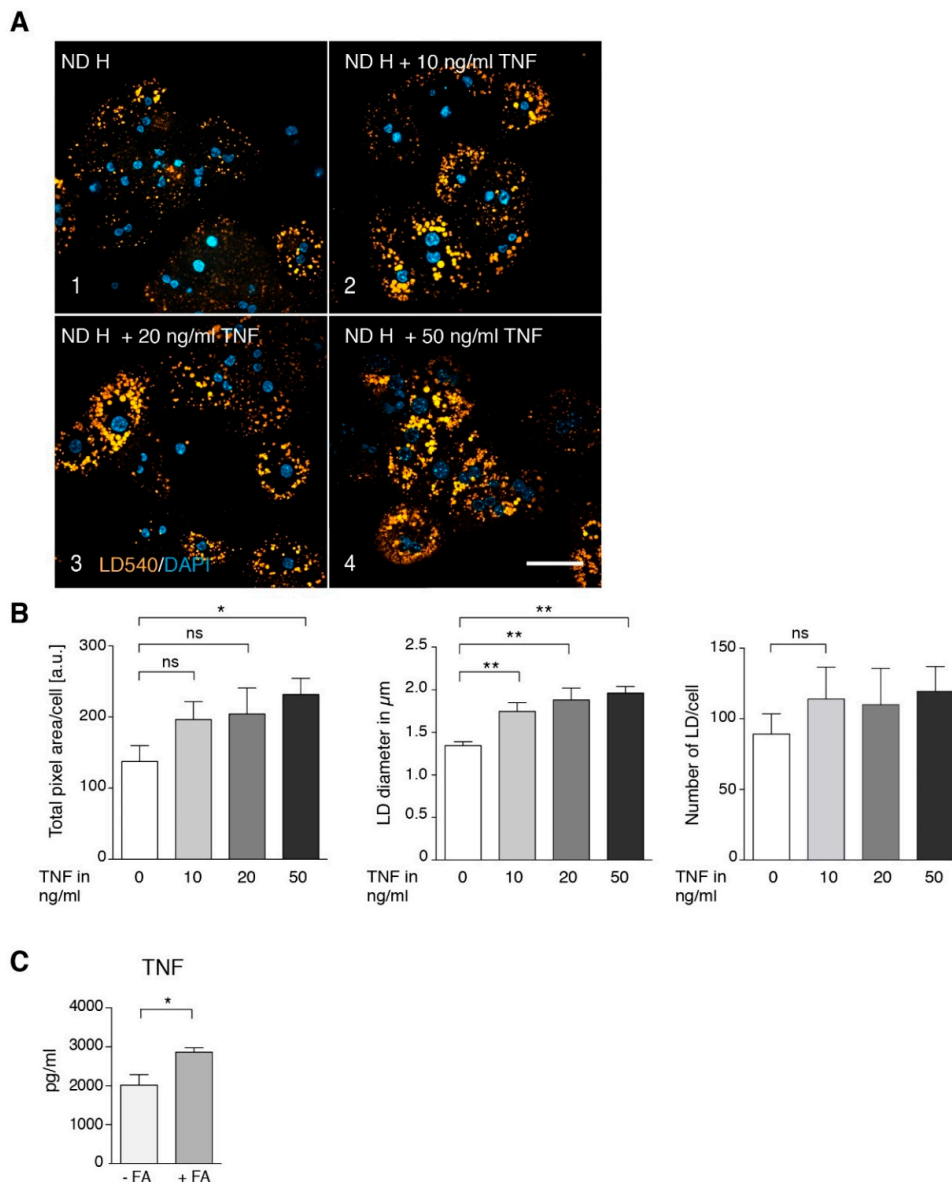 A
ND H
ND H + 10 ng/ml TNF
1
2
ND H + 20 ng/ml TNF
ND H + 50 ng/ml TNF
3 LD540/DAPI
4
B
*
ns
ns
Total pixel area/cell [a.u.]
300
200
100
0
TNF in ng/ml
0 10 20 50
**
**
**
LD diameter in µm
2.5
2.0
1.5
1.0
0.5
0
TNF in ng/ml
0 10 20 50
ns
Number of LD/cell
150
100
50
0
TNF in ng/ml
0 10 20 50
C
TNF
*
pg/ml
4000
3000
2000
1000
0
- FA + FA